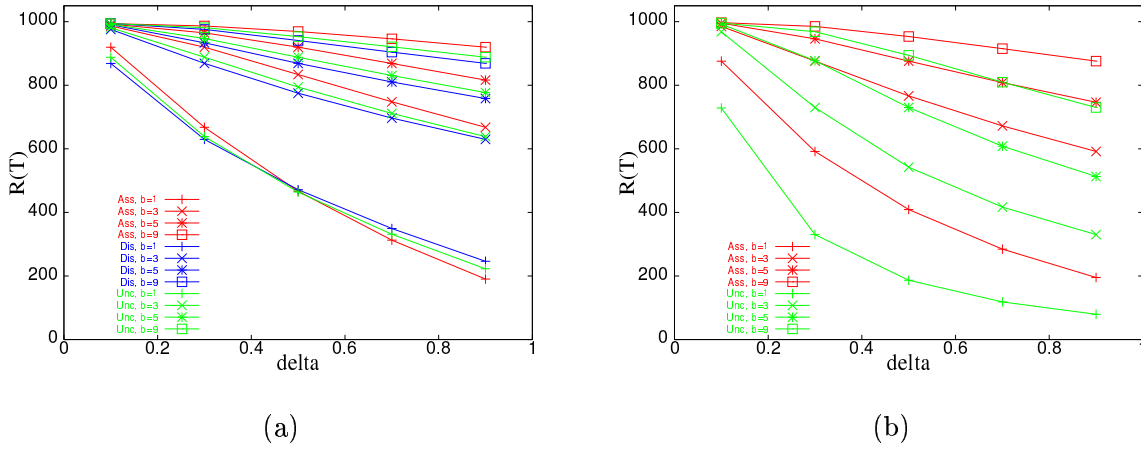 1000
800
600
400
200
0
R(T)
Ass, b=1
Ass, b=3
Ass, b=5
Ass, b=9
Dis, b=1
Dis, b=3
Dis, b=5
Dis, b=9
Unc, b=1
Unc, b=3
Unc, b=5
Unc, b=9
0 0.2 0.4 0.6 0.8 1
delta
(a)
1000
800
600
400
200
0
R(T)
Ass, b=1
Ass, b=3
Ass, b=5
Ass, b=9
Unc, b=1
Unc, b=3
Unc, b=5
Unc, b=9
0 0.2 0.4 0.6 0.8 1
delta
(b)